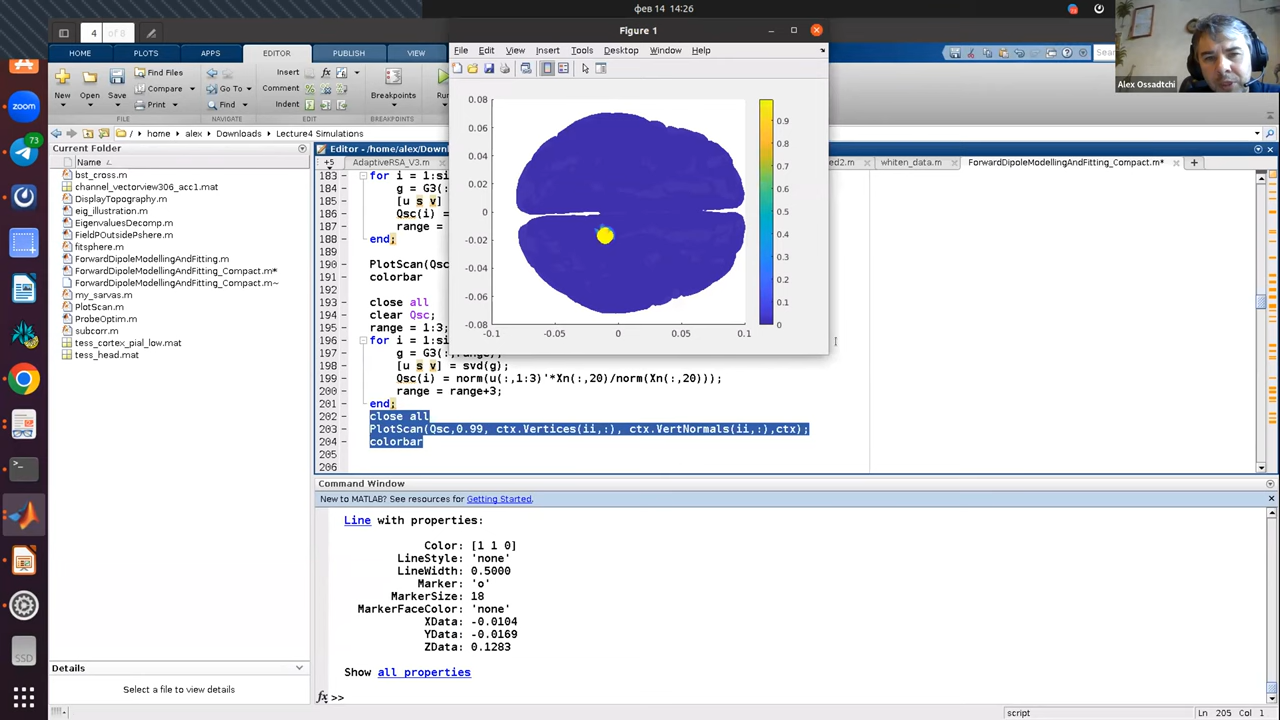 фев 14 14:26
4 of 8
Figure 1
Alex Ossadtchi
HOME PLOTS APPS EDITOR PUBLISH VIEW
File Edit View Insert Tools Desktop Window Help
New Open Save
Find Files
Compare
Print
Go To
Find
Insert
Comment
Indent
Breakpoints
FILE NAVIGATE EDIT BREAKPOINTS
/ home alex Downloads Lecture4 Simulations
Current Folder
Name
bst_cross.m
channel_vectorview306_acc1.mat
DisplayTopography.m
eig_illustration.m
EigenvaluesDecomp.m
FieldPOutsidePshere.m
fitsphere.m
ForwardDipoleModellingAndFitting.m
ForwardDipoleModellingAndFitting_Compact.m*
ForwardDipoleModellingAndFitting_Compact.m~
my_sarvas.m
PlotScan.m
ProbeOptim.m
subcorr.m
tess_cortex_pial_low.mat
tess_head.mat
Details
Select a file to view details
+5 AdaptiveRSA_V3.m ed2.m whiten_data.m ForwardDipoleModellingAndFitting_Compact.m*
183 for i = 1:si
184 g = G3(:
185 [u s v]
186 Qsc(i) =
187 range =
188 end;
189
190 PlotScan(Qsc
191 colorbar
192
193 close all
194 clear Qsc;
195 range = 1:3;
196 for i = 1:si
197 g = G3(:,range);
198 [u s v] = svd(g);
199 Qsc(i) = norm(u(:,1:3)'*Xn(:,20)/norm(Xn(:,20)));
200 range = range+3;
201 end;
202 close all
203 PlotScan(Qsc,0.99, ctx.Vertices(ii,:), ctx.VertNormals(ii,:),ctx);
204 colorbar
205
206
0.08
0.06
0.04
0.02
0
-0.02
-0.04
-0.06
-0.08
-0.1 -0.05 0 0.05 0.1
0.9
0.8
0.7
0.6
0.5
0.4
0.3
0.2
0.1
0
Command Window
New to MATLAB? See resources for Getting Started.
Line with properties:
Color: [1 1 0]
LineStyle: 'none'
LineWidth: 0.5000
Marker: 'o'
MarkerSize: 18
MarkerFaceColor: 'none'
XData: -0.0104
YData: -0.0169
ZData: 0.1283
Show all properties
fx >>
script Ln 205 Col 1
zoom
73
SSD